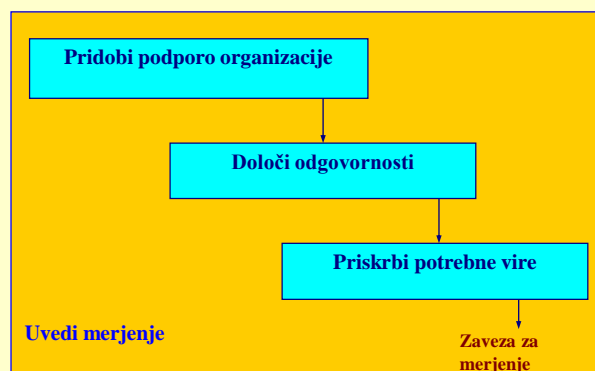 Pridobi podporo organizacije
Določi odgovornosti
Priskrbi potrebne vire
Uvedi merjenje
Zaveza za
merjenje